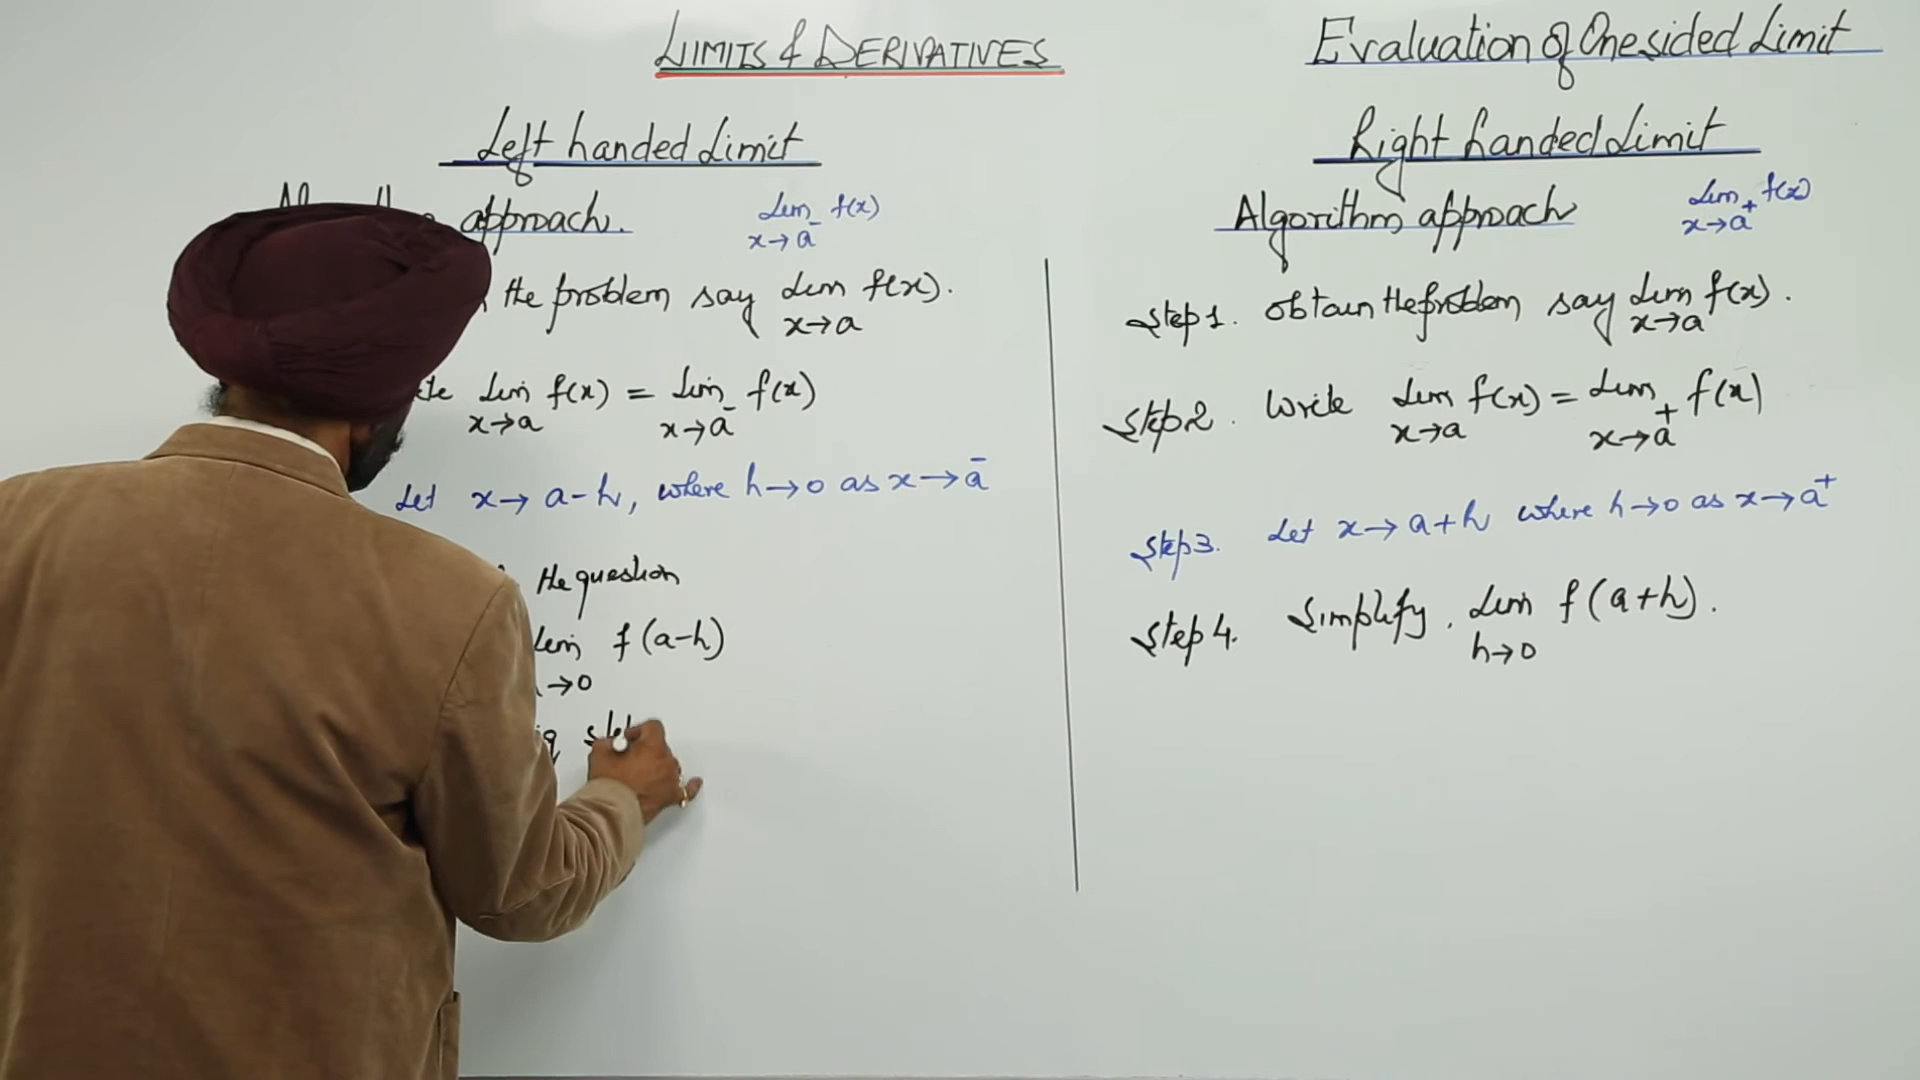 LIMITS & DERIVATIVES
Evaluation of One sided Limit
Left handed Limit
approach.
Lim f(x)
x→a⁻
the problem say Lim f(x).
x→a
Lim f(x) = Lim f(x)
x→a x→a⁻
Let x→ a-h, where h→0 as x→a⁻
the question
Lim f(a-h)
→0
Right handed Limit
Algorithm approach
Lim f(x)
x→a⁺
Step 1. obtain the problem say Lim f(x).
x→a
Step 2. Write Lim f(x) = Lim f(x)
x→a x→a⁺
Step 3. Let x→a+h where h→0 as x→a⁺
Step 4. Simplify. Lim f(a+h).
h→0